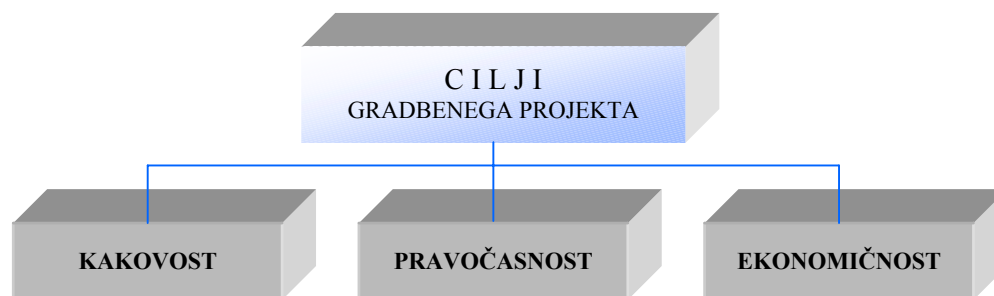 C I L J I
GRADBENEGA PROJEKTA
KAKOVOST
PRAVOČASNOST
EKONOMIČNOST